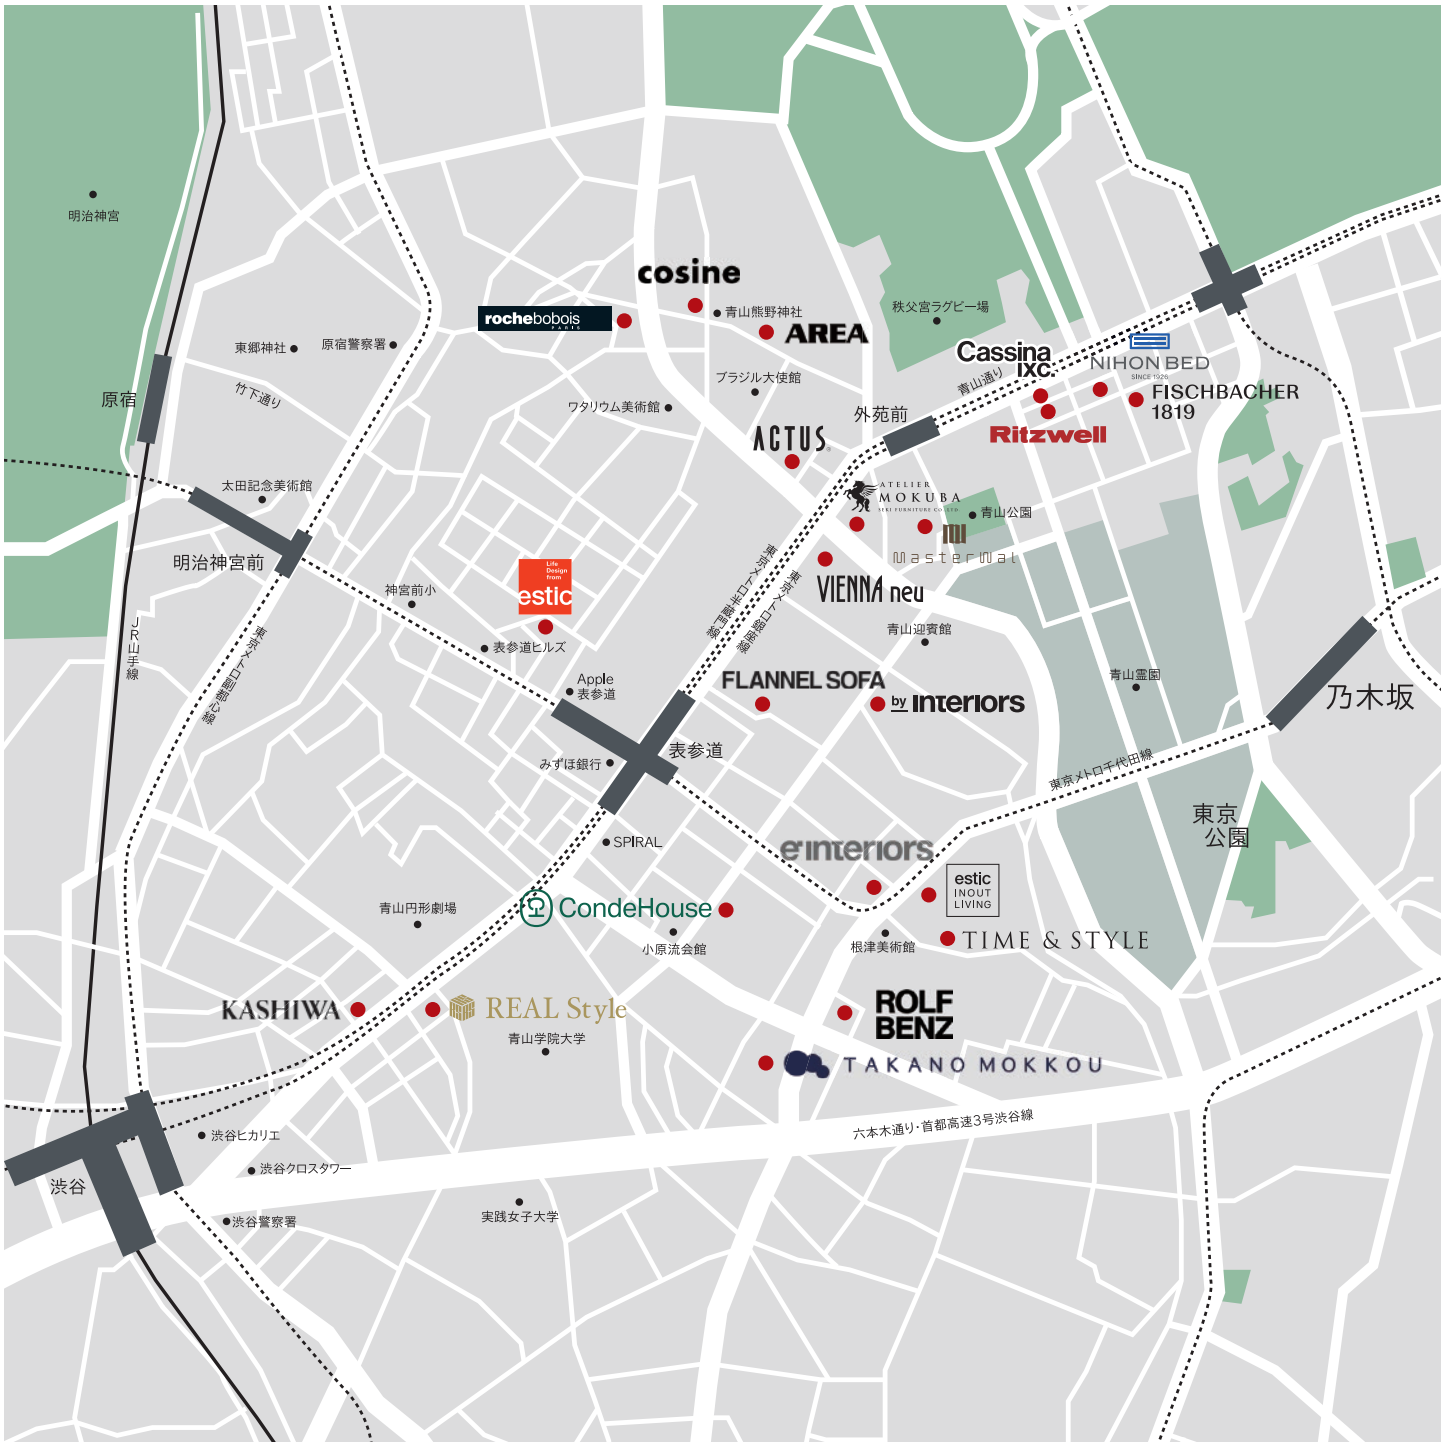 明治神宮
cosine
rochebobois
PARIS
青山熊野神社
AREA
秩父宮ラグビー場
東郷神社
原宿警察署
Cassina
ixc.
NIHON BED
SINCE 1926
竹下通り
ブラジル大使館
青山通り
FISCHBACHER
1819
原宿
ワタリウム美術館
外苑前
Ritzwell
ACTUS
太田記念美術館
ATELIER
MOKUBA
SEKI FURNITURE CO. LTD.
青山公園
明治神宮前
MasterWal
東京メトロ半蔵門線
東京メトロ銀座線
Life
Design
from
estic
神宮前小
VIENNA neu
JR山手線
東京メトロ副都心線
表参道ヒルズ
青山迎賓館
Apple
表参道
FLANNEL SOFA
by interiors
青山霊園
乃木坂
みずほ銀行
表参道
東京メトロ千代田線
東京
公園
SPIRAL
e'interiors
estic
INOUT
LIVING
青山円形劇場
CondeHouse
小原流会館
根津美術館
TIME & STYLE
KASHIWA
REAL Style
ROLF
BENZ
青山学院大学
TAKANO MOKKOU
六本木通り・首都高速3号渋谷線
渋谷ヒカリエ
渋谷クロスタワー
渋谷
渋谷警察署
実践女子大学